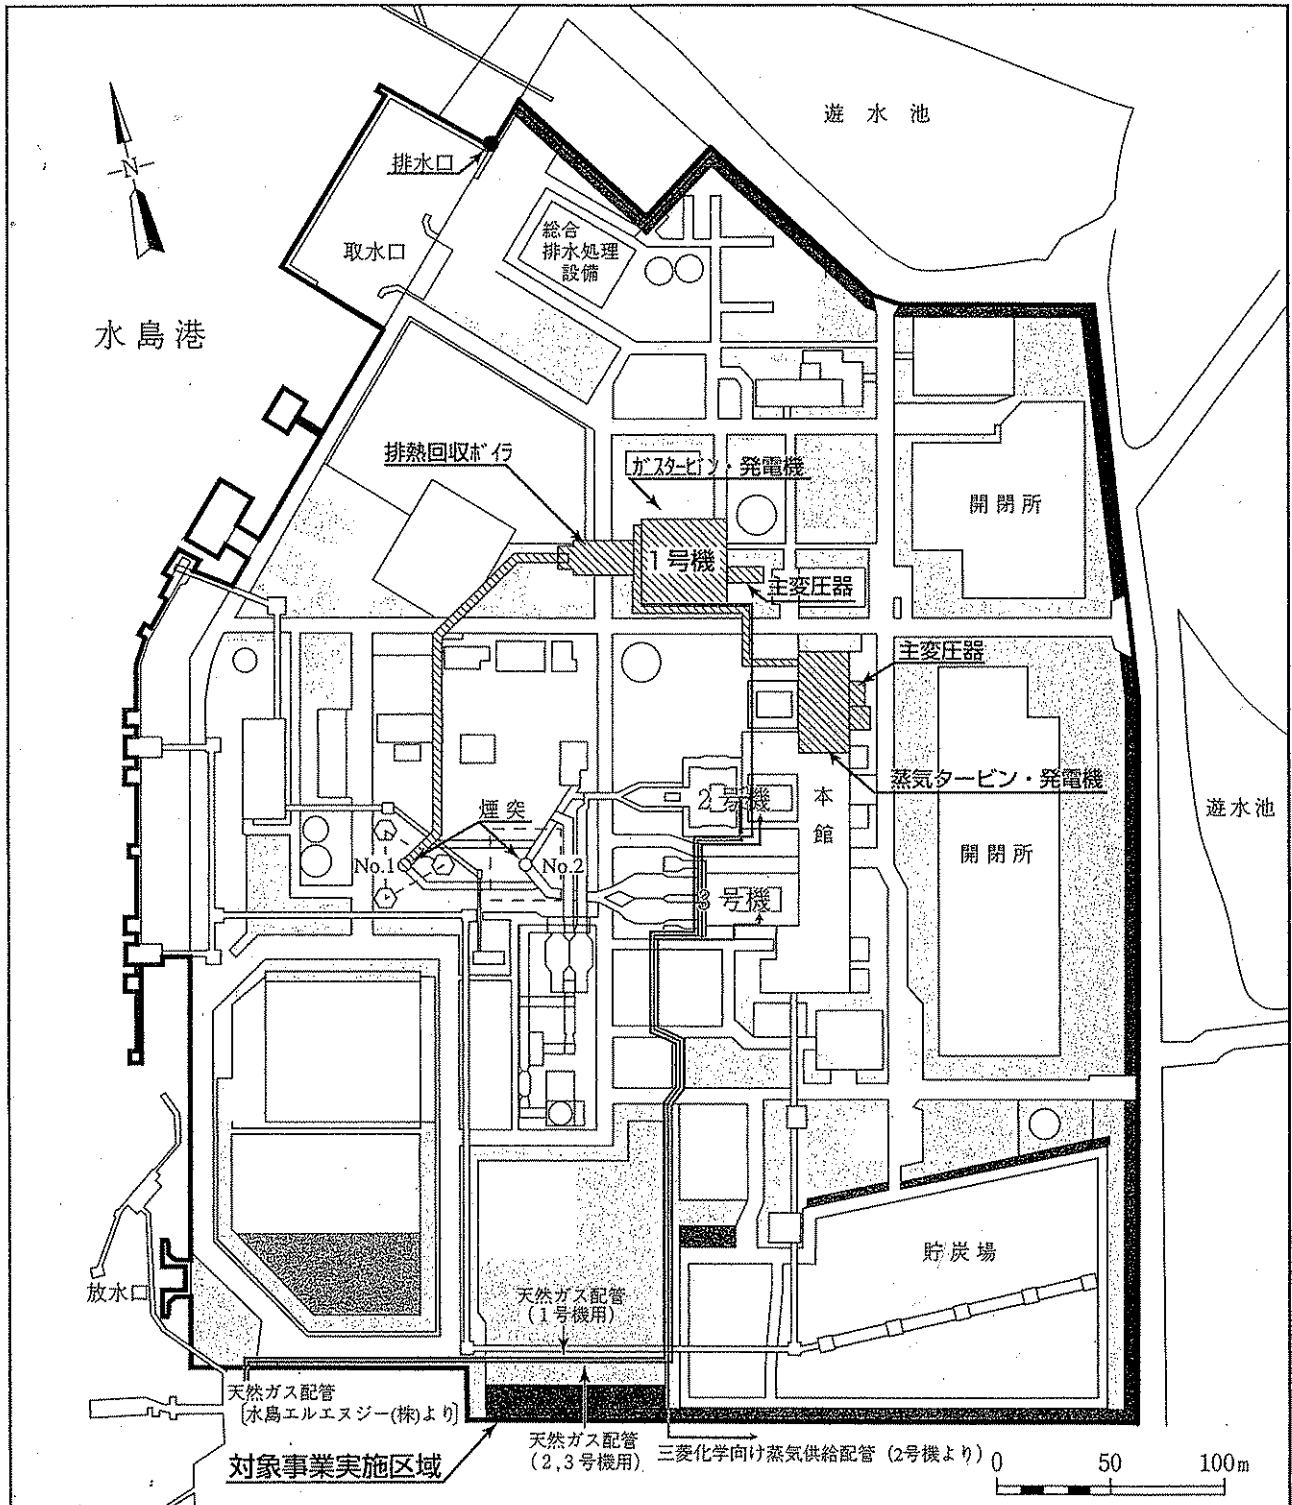 遊水池
N
排水口
総合
排水処理
設備
取水口
水島港
排熱回収ﾎﾞｲﾗ
ｶﾞｽﾀｰﾋﾞﾝ・発電機
開閉所
1号機
主変圧器
主変圧器
蒸気タービン・発電機
2号機
本
館
遊水池
煙突
No.1
No.2
開閉所
3号機
貯炭場
放水口
天然ガス配管
(1号機用)
天然ガス配管
[水島エルエヌジー(株)より]
対象事業実施区域
天然ガス配管
(2,3号機用)
三菱化学向け蒸気供給配管 (2号機より)
0 50 100m